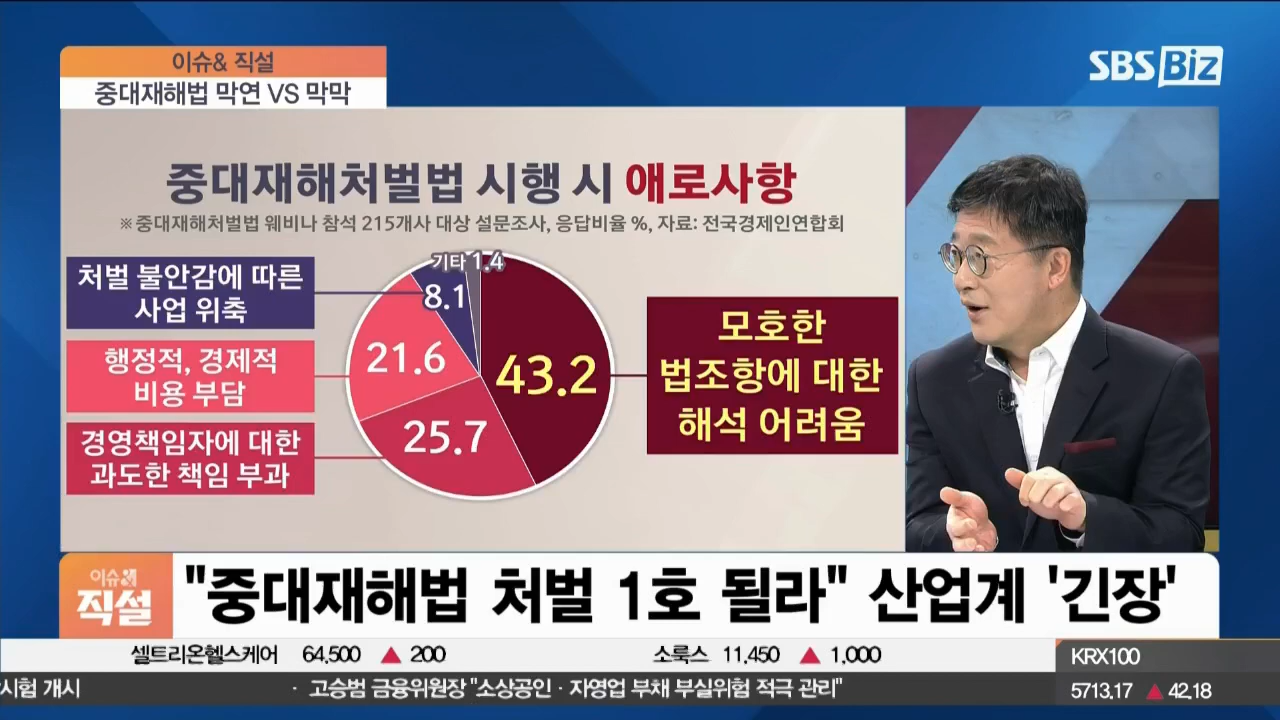 이슈& 직설
중대재해법 막연 VS 막막
SBS Biz
중대재해처벌법 시행 시 애로사항
※중대재해처벌법 웨비나 참석 215개사 대상 설문조사, 응답비율 %, 자료: 전국경제인연합회
처벌 불안감에 따른
사업 위축
행정적, 경제적
비용 부담
경영책임자에 대한
과도한 책임 부과
기타 1.4
8.1
21.6
43.2
25.7
모호한
법조항에 대한
해석 어려움
이슈&
직설
"중대재해법 처벌 1호 될라" 산업계 '긴장'
셀트리온헬스케어 64,500 ▲ 200
소룩스 11,450 ▲ 1,000
KRX100
시험 개시
· 고승범 금융위원장 "소상공인 · 자영업 부채 부실위험 적극 관리"
5713.17 ▲ 42.18